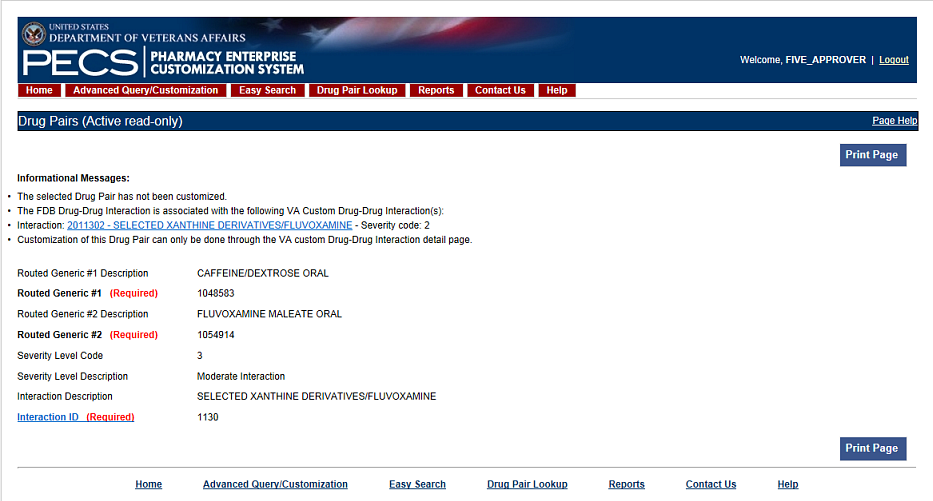 UNITED STATES
DEPARTMENT OF VETERANS AFFAIRS
PECS PHARMACY ENTERPRISE
CUSTOMIZATION SYSTEM
Welcome, FIVE_APPROVER | Logout
Home Advanced Query/Customization Easy Search Drug Pair Lookup Reports Contact Us Help
Drug Pairs (Active read-only) Page Help
Print Page
Informational Messages:
• The selected Drug Pair has not been customized.
• The FDB Drug-Drug Interaction is associated with the following VA Custom Drug-Drug Interaction(s):
• Interaction: 2011302 - SELECTED XANTHINE DERIVATIVES/FLUVOXAMINE - Severity code: 2
• Customization of this Drug Pair can only be done through the VA custom Drug-Drug Interaction detail page.
Routed Generic #1 Description CAFFEINE/DEXTROSE ORAL
Routed Generic #1 (Required) 1048583
Routed Generic #2 Description FLUVOXAMINE MALEATE ORAL
Routed Generic #2 (Required) 1054914
Severity Level Code 3
Severity Level Description Moderate Interaction
Interaction Description SELECTED XANTHINE DERIVATIVES/FLUVOXAMINE
Interaction ID (Required) 1130
Print Page
Home Advanced Query/Customization Easy Search Drug Pair Lookup Reports Contact Us Help